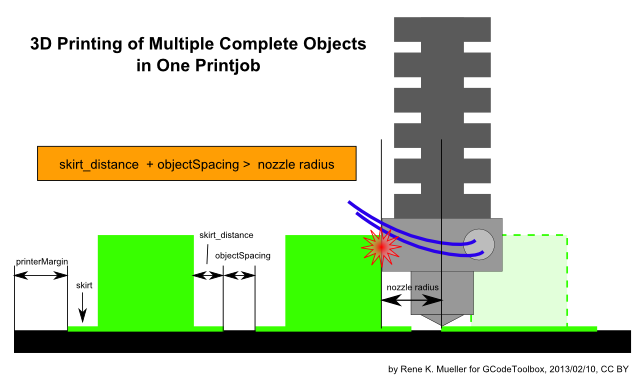 3D Printing of Multiple Complete Objects
in One Printjob
skirt_distance + objectSpacing > nozzle radius
skirt_distance
objectSpacing
printerMargin
skirt
nozzle radius
by Rene K. Mueller for GCodeToolbox, 2013/02/10, CC BY